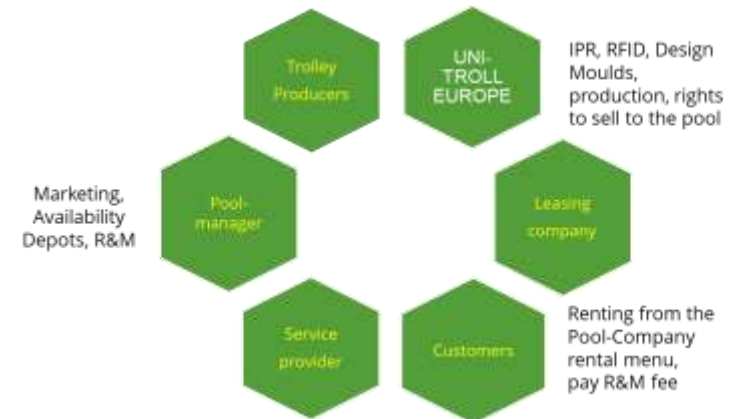 Trolley
Producers
UNI-
TROLL
EUROPE
IPR, RFID, Design
Moulds,
production, rights
to sell to the pool
Marketing,
Availability
Depots, R&M
Pool-
manager
Leasing
company
Service
provider
Customers
Renting from the
Pool-Company
rental menu,
pay R&M fee